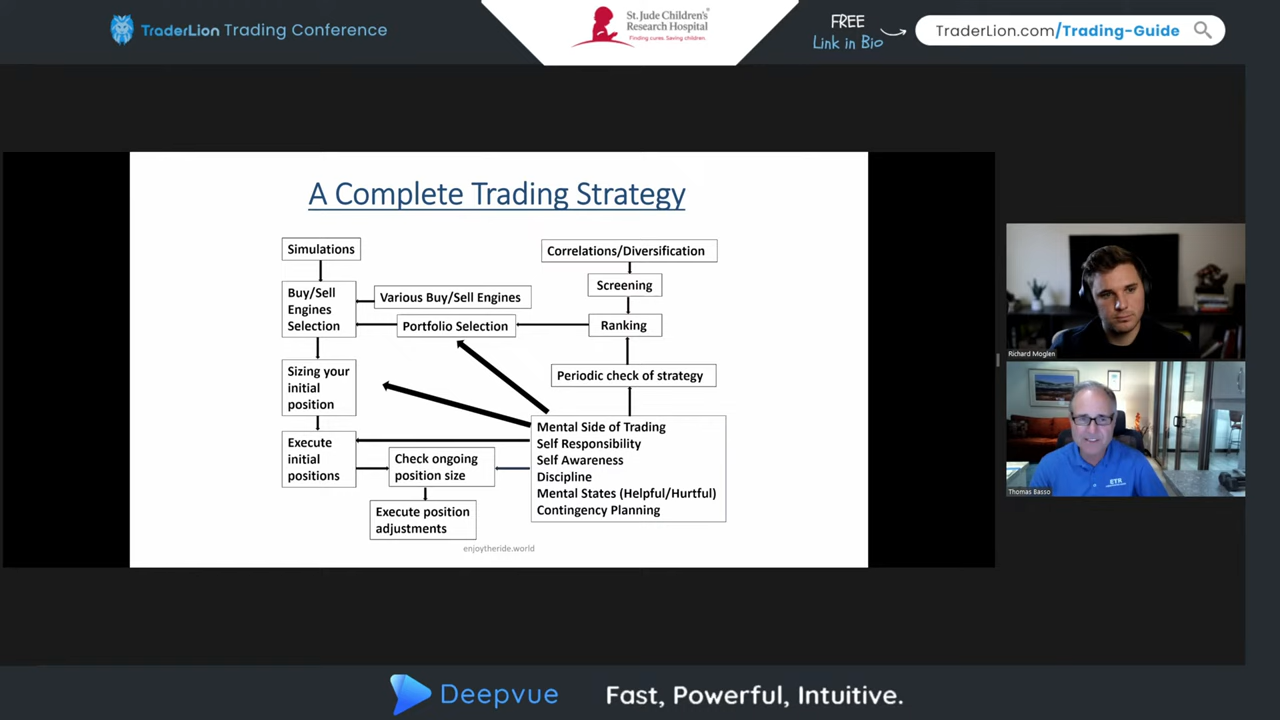 TraderLion Trading Conference
St. Jude Children's
Research Hospital
Finding cures. Saving children.
FREE
Link in Bio
TraderLion.com/Trading-Guide
A Complete Trading Strategy
Simulations
Correlations/Diversification
Screening
Buy/Sell
Engines
Selection
Various Buy/Sell Engines
Portfolio Selection
Ranking
Sizing your
initial
position
Periodic check of strategy
Execute
initial
positions
Check ongoing
position size
Execute position
adjustments
Mental Side of Trading
Self Responsibility
Self Awareness
Discipline
Mental States (Helpful/Hurtful)
Contingency Planning
enjoytheride.world
Richard Moglen
ETR
Thomas Basso
Deepvue
Fast, Powerful, Intuitive.